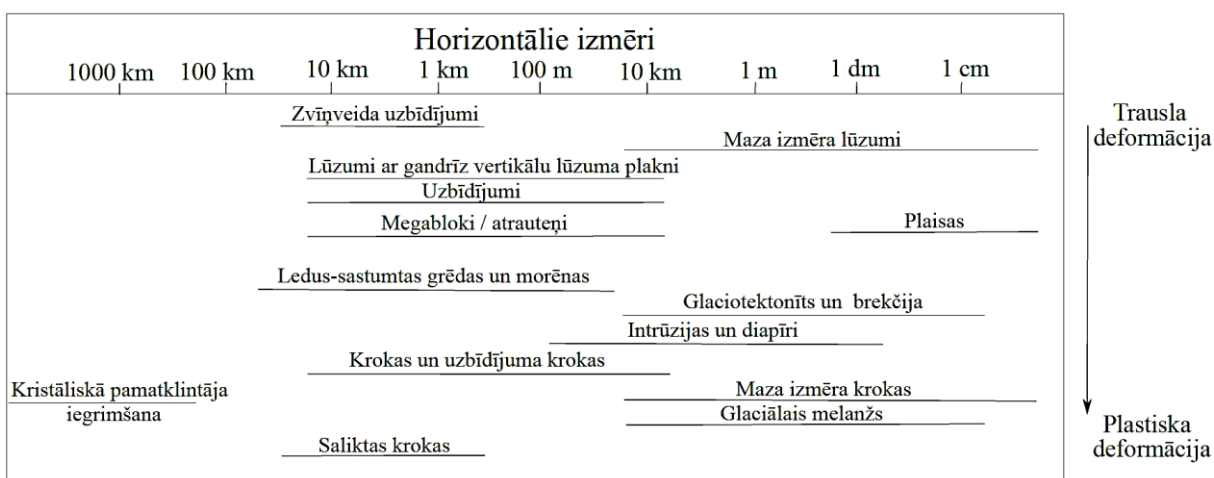 Horizontālie izmēri
1000 km 100 km 10 km 1 km 100 m 10 km 1 m 1 dm 1 cm
Zvīņveida uzbīdījumi
Trausla
deformācija
Maza izmēra lūzumi
Lūzumi ar gandrīz vertikālu lūzuma plakni
Uzbīdījumi
Megabloki / atrauteņi
Plaisas
Ledus-sastumtas grēdas un morēnas
Glaciotektonīts un brekčija
Intrūzijas un diapīri
Krokas un uzbīdījuma krokas
Kristāliskā pamatklintāja
iegrimšana
Maza izmēra krokas
Glaciālais melanžs
Plastiska
deformācija
Saliktas krokas